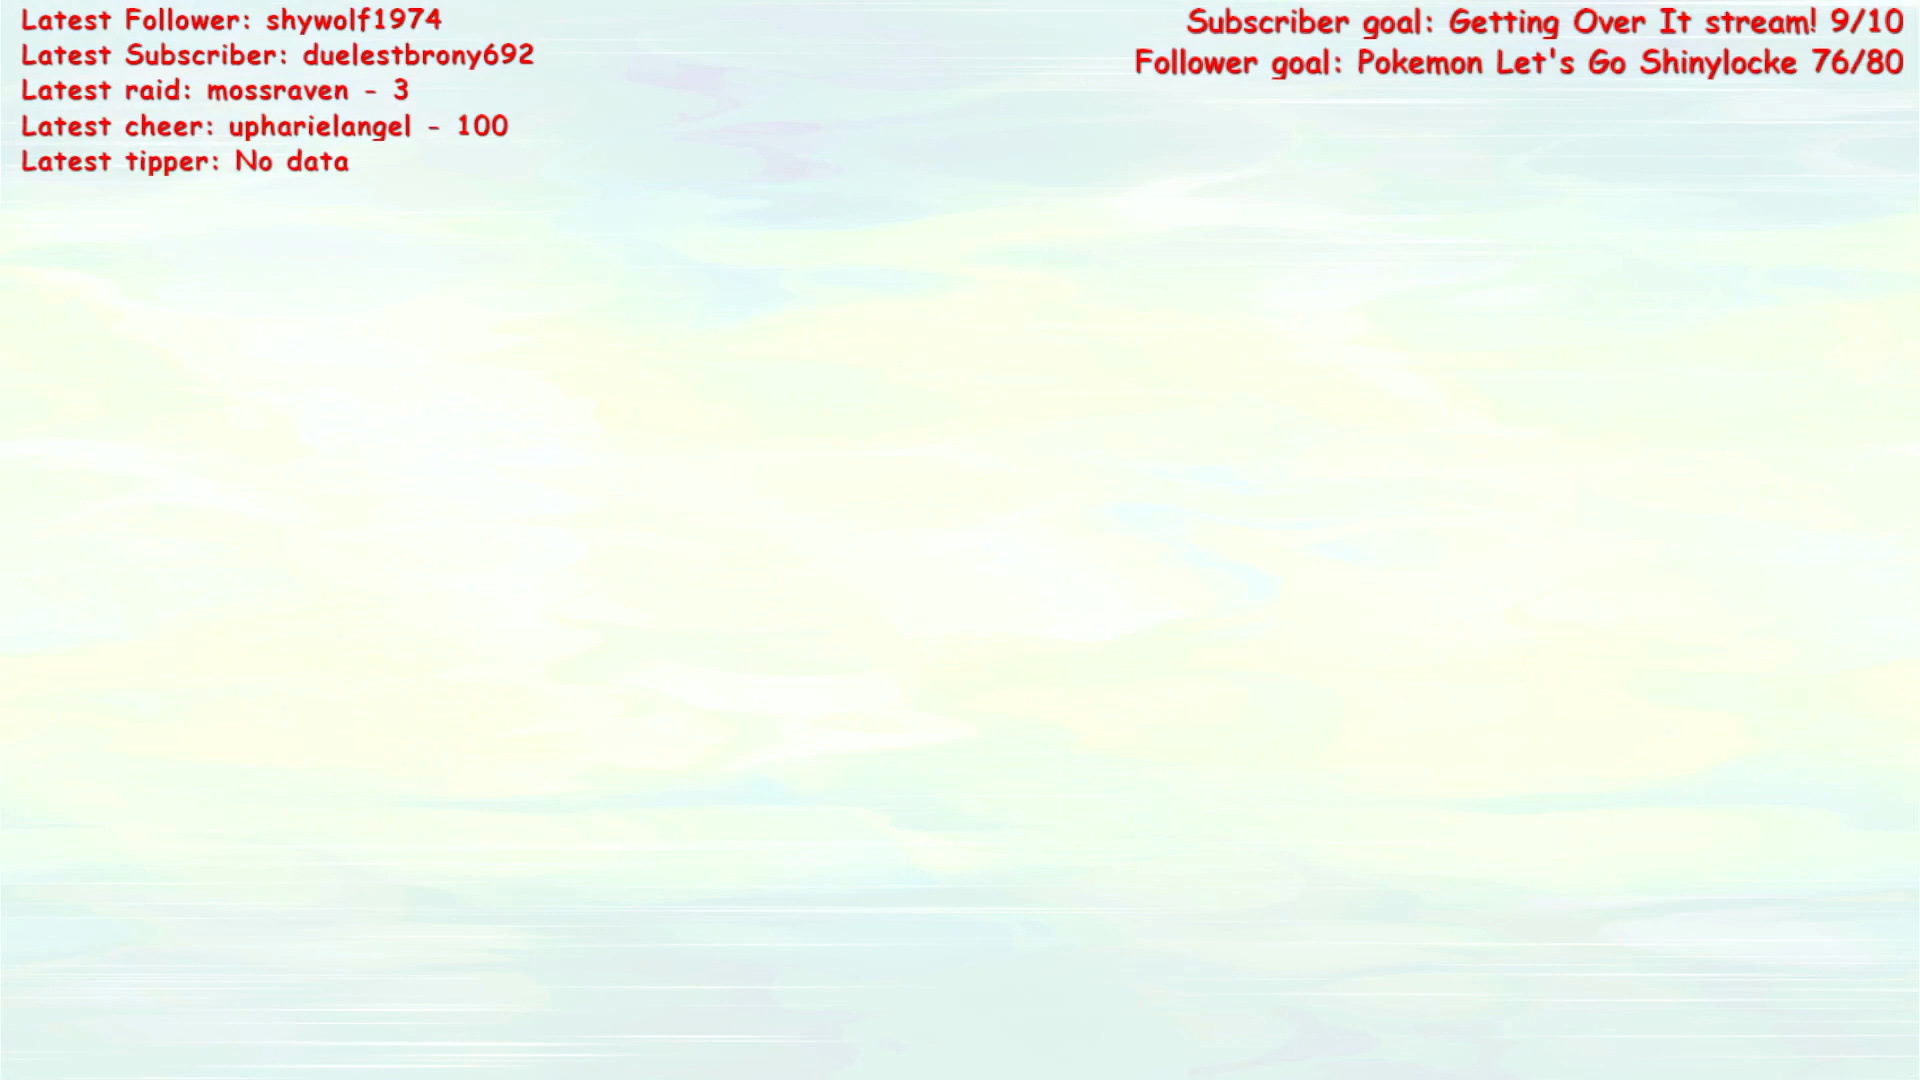 Latest Follower: shywolf1974
Latest Subscriber: duelestbrony692
Latest raid: mossraven - 3
Latest cheer: upharielangel - 100
Latest tipper: No data
Subscriber goal: Getting Over It stream! 9/10
Follower goal: Pokemon Let's Go Shinylocke 76/80